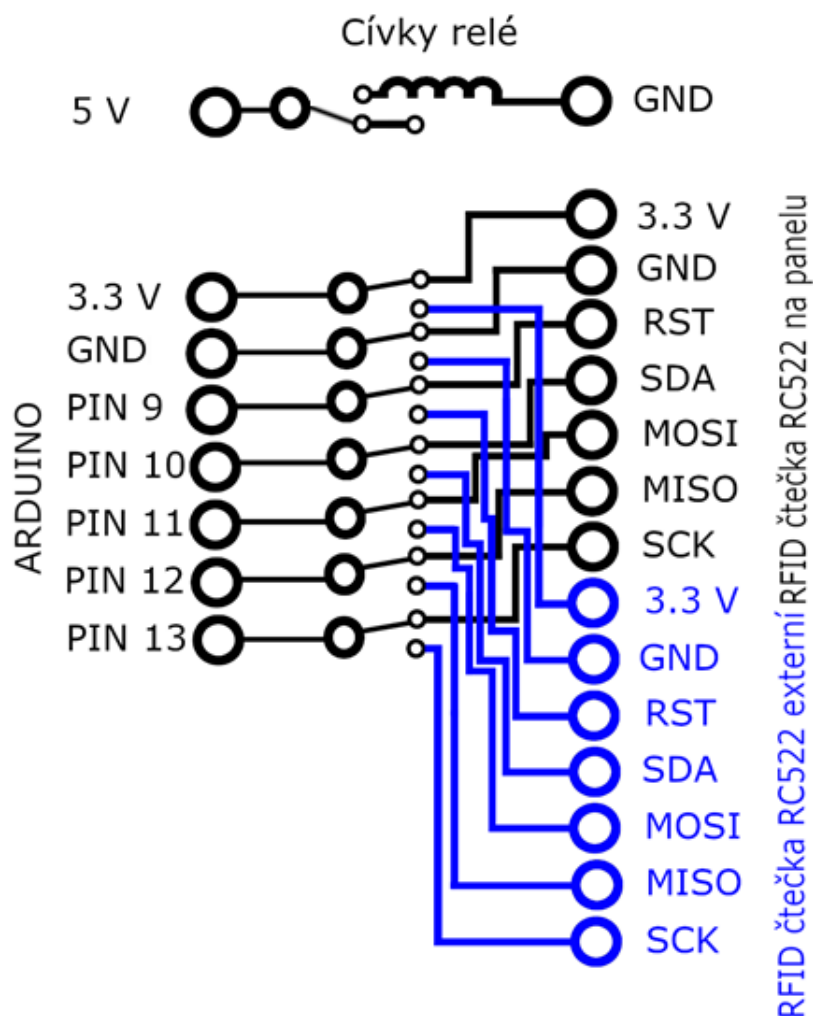 Cívky relé
5 V
GND
ARDUINO
3.3 V
GND
PIN 9
PIN 10
PIN 11
PIN 12
PIN 13
3.3 V
GND
RST
SDA
MOSI
MISO
SCK
RFID čtečka RC522 na panelu
3.3 V
GND
RST
SDA
MOSI
MISO
SCK
RFID čtečka RC522 externí